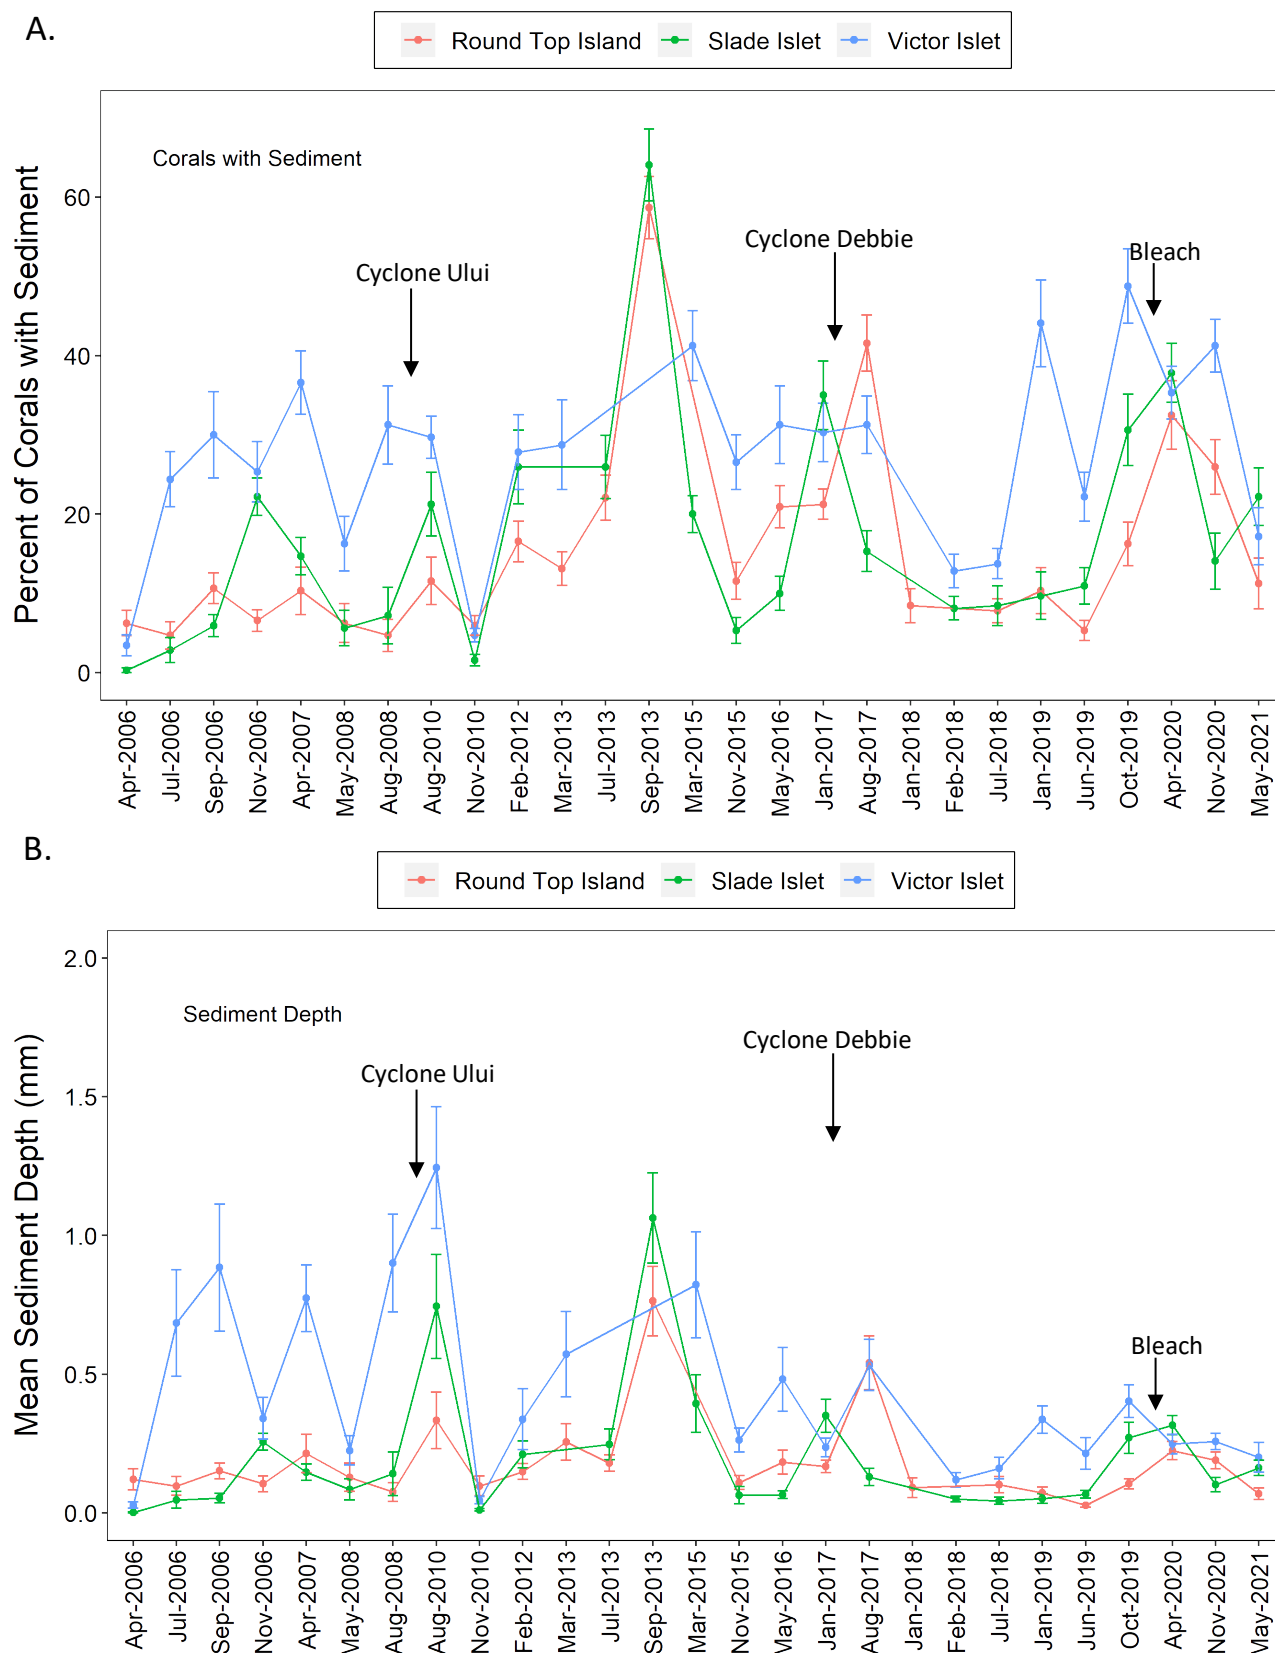 A.
Round Top Island Slade Islet Victor Islet
Corals with Sediment
Percent of Corals with Sediment
60
40
20
0
Cyclone Ului
Cyclone Debbie
Bleach
Apr-2006
Jul-2006
Sep-2006
Nov-2006
Apr-2007
May-2008
Aug-2008
Aug-2010
Nov-2010
Feb-2012
Mar-2013
Jul-2013
Sep-2013
Mar-2015
Nov-2015
May-2016
Jan-2017
Aug-2017
Jan-2018
Feb-2018
Jul-2018
Jan-2019
Jun-2019
Oct-2019
Apr-2020
Nov-2020
May-2021
B.
Round Top Island Slade Islet Victor Islet
Sediment Depth
Mean Sediment Depth (mm)
2.0
1.5
1.0
0.5
0.0
Cyclone Ului
Cyclone Debbie
Bleach
Apr-2006
Jul-2006
Sep-2006
Nov-2006
Apr-2007
May-2008
Aug-2008
Aug-2010
Nov-2010
Feb-2012
Mar-2013
Jul-2013
Sep-2013
Mar-2015
Nov-2015
May-2016
Jan-2017
Aug-2017
Jan-2018
Feb-2018
Jul-2018
Jan-2019
Jun-2019
Oct-2019
Apr-2020
Nov-2020
May-2021